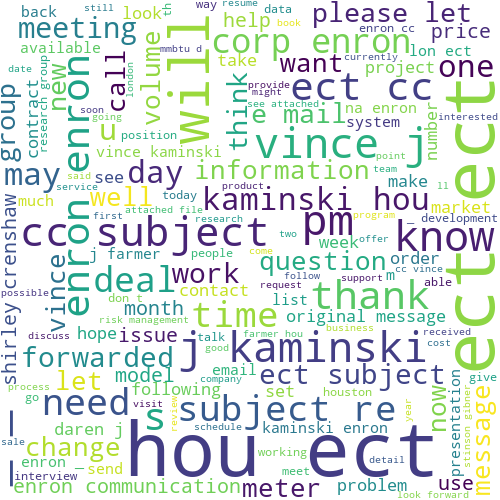 back
still
way
book
th
resume
data
mmbtu d
currently
meeting
look
help
please let
might
enron cc
available
corp enron
price
date
soon
going
take
lon ect
london
provide
see attached
group
research group
new
contract
enron
call
volume
will
think
want
ect cc
project
one
position
u
e mail
na enron
number
interested
vince kaminski
vince j
system
point
team
may
said
service
see
day
information
make
ll
product
much
attached file
today
well
kaminski hou
market
_ development
first
research
program
shirley crenshaw
cc subject
pm
know
ect ect
vince
j farmer
people
week
two
come
offer
question
m
order
cc vince
deal
work
follow
support
able
possible
don t
contact
list
request
risk management
month
time
original message
thank
hope
issue
talk
email
business
received
discuss
forwarded
j kaminski
farmer hou
cost
good
let
model
company
ect subject
now
presentation
stinson gibner
give
process
go
following
set
houston
message
visit
need
s
subject re
year
review
sale
daren j
kaminski enron
schedule
change
working
detail
enron _
send
hou ect
meet
problem
use
interview
enron communication
meter
look forward
_ _